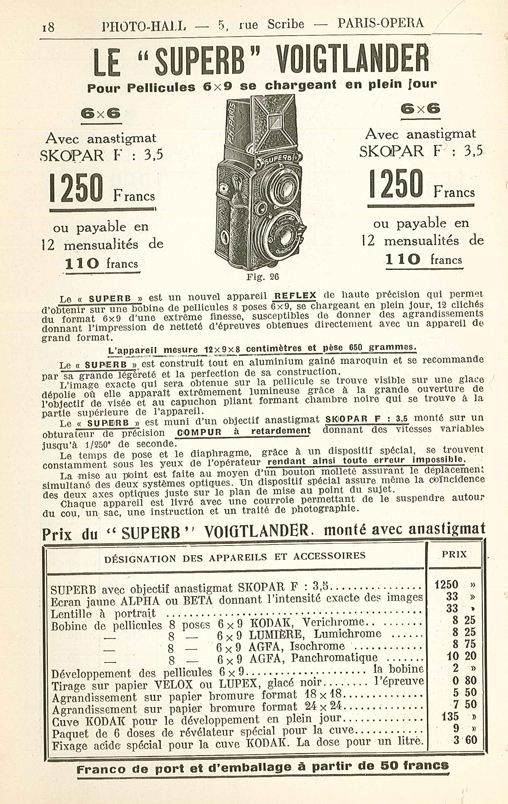 18 PHOTO-HALL — 5, rue Scribe — PARIS-OPERA
LE "SUPERB" VOIGTLANDER
Pour Pellicules 6×9 se chargeant en plein jour
6×6
Avec anastigmat
SKOPAR F : 3,5
1250 Francs
ou payable en
12 mensualités de
110 francs
SUPERB
Fig. 26
6×6
Avec anastigmat
SKOPAR F : 3,5
1250 Francs
ou payable en
12 mensualités de
110 francs
Le « SUPERB » est un nouvel appareil REFLEX de haute précision qui permet
d'obtenir sur une bobine de pellicules 8 poses 6×9, se chargeant en plein jour, 12 clichés
du format 6×9 d'une extrême finesse, susceptibles de donner des agrandissements
donnant l'impression de netteté d'épreuves obtenues directement avec un appareil de
grand format.
L'appareil mesure 12×9×8 centimètres et pèse 650 grammes.
Le « SUPERB » est construit tout en aluminium gainé maroquin et se recommande
par sa grande légèreté et la perfection de sa construction.
L'image exacte qui sera obtenue sur la pellicule se trouve visible sur une glace
dépolie où elle apparaît extrêmement lumineuse grâce à la grande ouverture de
l'objectif de visée et au capuchon pliant formant chambre noire qui se trouve à la
partie supérieure de l'appareil.
Le « SUPERB » est muni d'un objectif anastigmat SKOPAR F : 3,5 monté sur un
obturateur de précision COMPUR à retardement donnant des vitesses variables
jusqu'à 1/250° de seconde.
Le temps de pose et le diaphragme, grâce à un dispositif spécial, se trouvent
constamment sous les yeux de l'opérateur rendant ainsi toute erreur impossible.
La mise au point est faite au moyen d'un bouton molleté assurant le déplacement
simultané des deux systèmes optiques. Un dispositif spécial assure même la coïncidence
des deux axes optiques juste sur le plan de mise au point du sujet.
Chaque appareil est livré avec une courroie permettant de le suspendre autour
du cou, un sac, une instruction et un traité de photographie.
Prix du "SUPERB" VOIGTLANDER. monté avec anastigmat
DÉSIGNATION DES APPAREILS ET ACCESSOIRES PRIX
SUPERB avec objectif anastigmat SKOPAR F : 3,5 1250 »
Ecran jaune ALPHA ou BETA donnant l'intensité exacte des images 33 »
Lentille à portrait 33 »
Bobine de pellicules 8 poses 6×9 KODAK, Verichrome 8 25
— 8 — 6×9 LUMIÈRE, Lumichrome 8 25
— 8 — 6×9 AGFA, Isochrome 8 75
— 8 — 6×9 AGFA, Panchromatique 10 20
Développement des pellicules 6×9 la bobine 2 »
Tirage sur papier VELOX ou LUPEX, glacé noir l'épreuve 0 80
Agrandissement sur papier bromure format 18×18 5 50
Agrandissement sur papier bromure format 24×24 7 50
Cuve KODAK pour le développement en plein jour 135 »
Paquet de 6 doses de révélateur spécial pour la cuve 9 »
Fixage acide spécial pour la cuve KODAK. La dose pour un litre. 3 60
Franco de port et d'emballage à partir de 50 francs